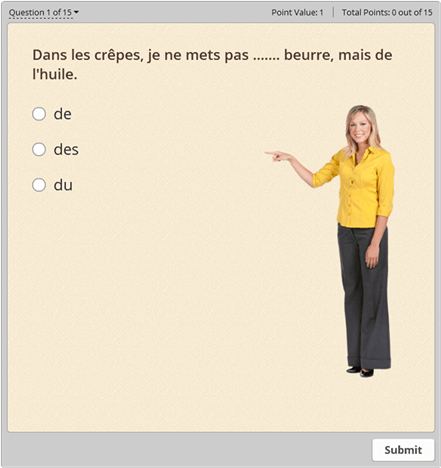 Question 1 of 15
Point Value: 1 | Total Points: 0 out of 15
Dans les crêpes, je ne mets pas ....... beurre, mais de
l'huile.
de
des
du
Submit